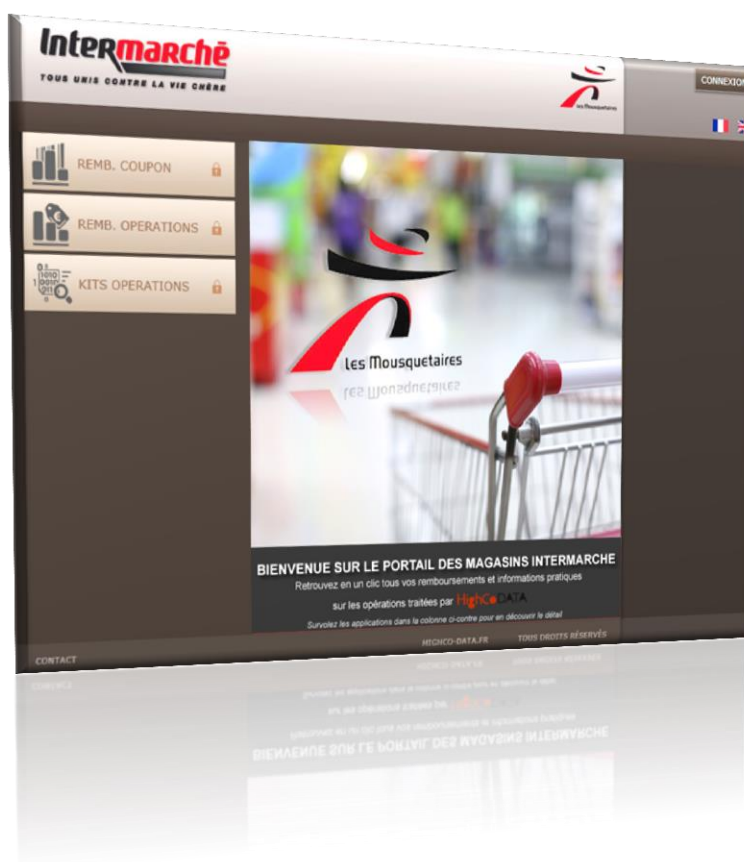 Intermarchē
TOUS UNIS CONTRE LA VIE CHÈRE
Les Mousquetaires
CONNEXION
REMB. COUPON
REMB. OPERATIONS
KITS OPERATIONS
Les Mousquetaires
BIENVENUE SUR LE PORTAIL DES MAGASINS INTERMARCHE
Retrouvez en un clic tous vos remboursements et informations pratiques
sur les opérations traitées par HighCo DATA
Survolez les applications dans la colonne ci-contre pour en découvrir le détail
HIGHCO-DATA.FR TOUS DROITS RÉSERVÉS
CONTACT